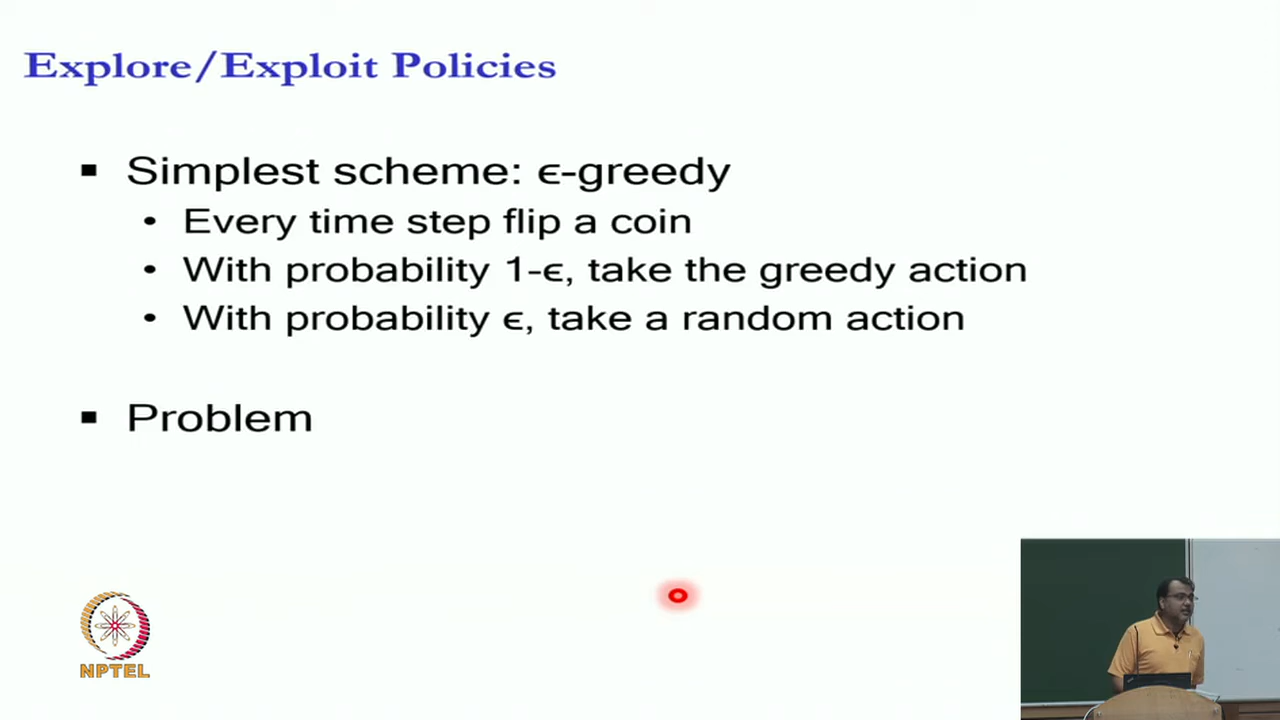 Explore/Exploit Policies
▪ Simplest scheme: ϵ-greedy
• Every time step flip a coin
• With probability 1-ϵ, take the greedy action
• With probability ϵ, take a random action
▪ Problem
NPTEL